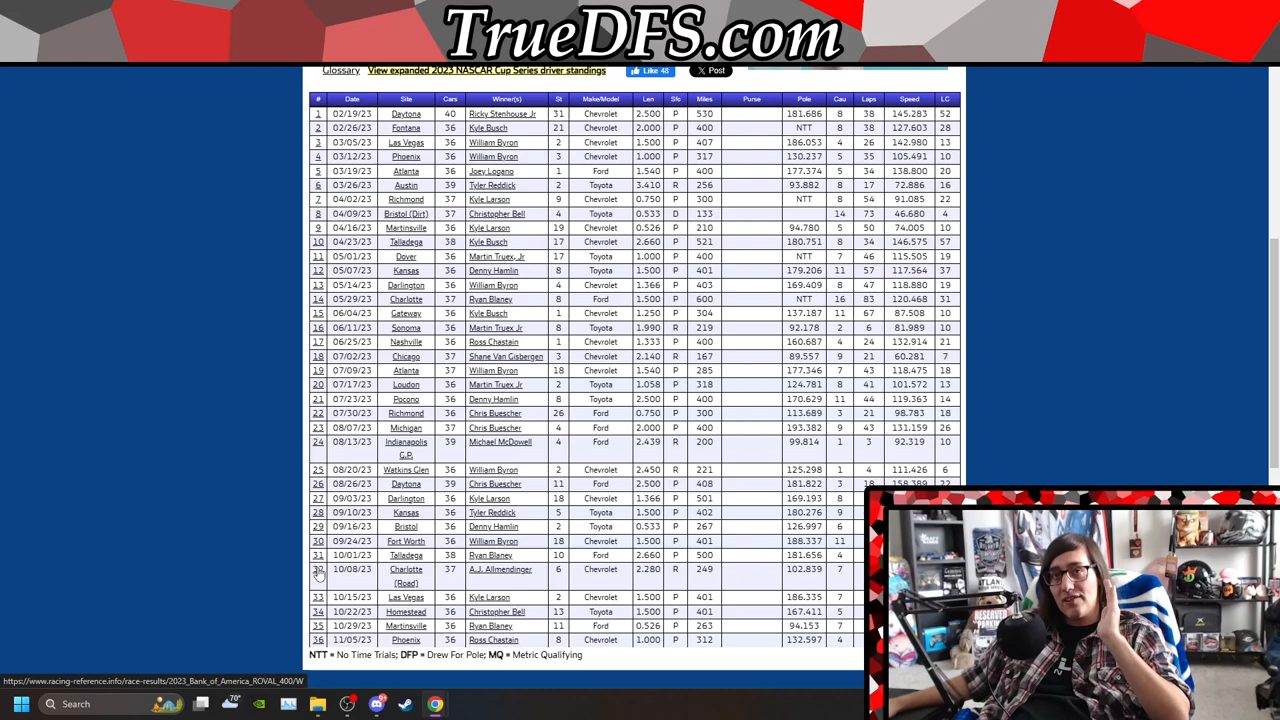 TrueDFS.com
Glossary View expanded 2023 NASCAR Cup Series driver standings Like 48 Post
# Date Site Cars Winner(s) St Make/Model Len Sfc Miles Purse Pole Cau Laps Speed LC
1 02/19/23 Daytona 40 Ricky Stenhouse Jr 31 Chevrolet 2.500 P 530 181.686 8 38 145.283 52
2 02/26/23 Fontana 36 Kyle Busch 21 Chevrolet 2.000 P 400 NTT 8 38 127.603 28
3 03/05/23 Las Vegas 36 William Byron 2 Chevrolet 1.500 P 407 186.053 4 26 142.980 13
4 03/12/23 Phoenix 36 William Byron 3 Chevrolet 1.000 P 317 130.237 5 35 105.491 10
5 03/19/23 Atlanta 36 Joey Logano 1 Ford 1.540 P 400 177.374 5 34 138.800 20
6 03/26/23 Austin 39 Tyler Reddick 2 Toyota 3.410 R 256 93.882 8 17 72.886 16
7 04/02/23 Richmond 37 Kyle Larson 9 Chevrolet 0.750 P 300 NTT 8 54 91.085 22
8 04/09/23 Bristol (Dirt) 37 Christopher Bell 4 Toyota 0.533 D 133 14 73 46.680 4
9 04/16/23 Martinsville 36 Kyle Larson 19 Chevrolet 0.526 P 210 94.780 5 50 74.005 10
10 04/23/23 Talladega 38 Kyle Busch 17 Chevrolet 2.660 P 521 180.751 8 34 146.575 57
11 05/01/23 Dover 36 Martin Truex, Jr 17 Toyota 1.000 P 400 NTT 7 46 115.505 19
12 05/07/23 Kansas 36 Denny Hamlin 8 Toyota 1.500 P 401 179.206 11 57 117.564 37
13 05/14/23 Darlington 36 William Byron 4 Chevrolet 1.366 P 403 169.409 8 47 118.880 19
14 05/29/23 Charlotte 37 Ryan Blaney 8 Ford 1.500 P 600 NTT 16 83 120.468 31
15 06/04/23 Gateway 36 Kyle Busch 1 Chevrolet 1.250 P 304 137.187 11 67 87.508 10
16 06/11/23 Sonoma 36 Martin Truex Jr 8 Toyota 1.990 R 219 92.178 2 6 81.989 10
17 06/25/23 Nashville 36 Ross Chastain 1 Chevrolet 1.333 P 400 160.687 4 24 132.914 21
18 07/02/23 Chicago 37 Shane Van Gisbergen 3 Chevrolet 2.140 R 167 89.557 9 21 60.281 7
19 07/09/23 Atlanta 37 William Byron 18 Chevrolet 1.540 P 285 177.346 7 43 118.475 18
20 07/17/23 Loudon 36 Martin Truex Jr 2 Toyota 1.058 P 318 124.781 8 41 101.572 13
21 07/23/23 Pocono 36 Denny Hamlin 8 Toyota 2.500 P 400 170.629 11 44 119.363 14
22 07/30/23 Richmond 36 Chris Buescher 26 Ford 0.750 P 300 113.689 3 21 98.783 18
23 08/07/23 Michigan 37 Chris Buescher 4 Ford 2.000 P 400 193.382 9 43 131.159 26
24 08/13/23 Indianapolis G.P. 39 Michael McDowell 4 Ford 2.439 R 200 99.814 1 3 92.319 10
25 08/20/23 Watkins Glen 36 William Byron 2 Chevrolet 2.450 R 221 125.298 1 4 111.426 6
26 08/26/23 Daytona 39 Chris Buescher 11 Ford 2.500 P 408 181.822 3 18 158.389 22
27 09/03/23 Darlington 36 Kyle Larson 18 Chevrolet 1.366 P 501 169.193 8
28 09/10/23 Kansas 36 Tyler Reddick 5 Toyota 1.500 P 402 180.276 9
29 09/16/23 Bristol 36 Denny Hamlin 2 Toyota 0.533 P 267 126.997 6
30 09/24/23 Fort Worth 36 William Byron 18 Chevrolet 1.500 P 401 188.337 11
31 10/01/23 Talladega 38 Ryan Blaney 10 Ford 2.660 P 500 181.656 4
10/08/23 Charlotte (Road) 37 A.J. Allmendinger 6 Chevrolet 2.280 R 249 102.839 7
33 10/15/23 Las Vegas 36 Kyle Larson 2 Chevrolet 1.500 P 401 186.335 7
34 10/22/23 Homestead 36 Christopher Bell 13 Toyota 1.500 P 401 167.411 5
35 10/29/23 Martinsville 36 Ryan Blaney 11 Ford 0.526 P 263 94.153 7
36 11/05/23 Phoenix 36 Ross Chastain 8 Chevrolet 1.000 P 312 132.597 4
NTT = No Time Trials; DFP = Drew For Pole; MQ = Metric Qualifying
https://www.racing-reference.info/race-results/2023_Bank_of_America_ROVAL_400/W
Search 70°
RESERVED
PARKING
ATLANTA